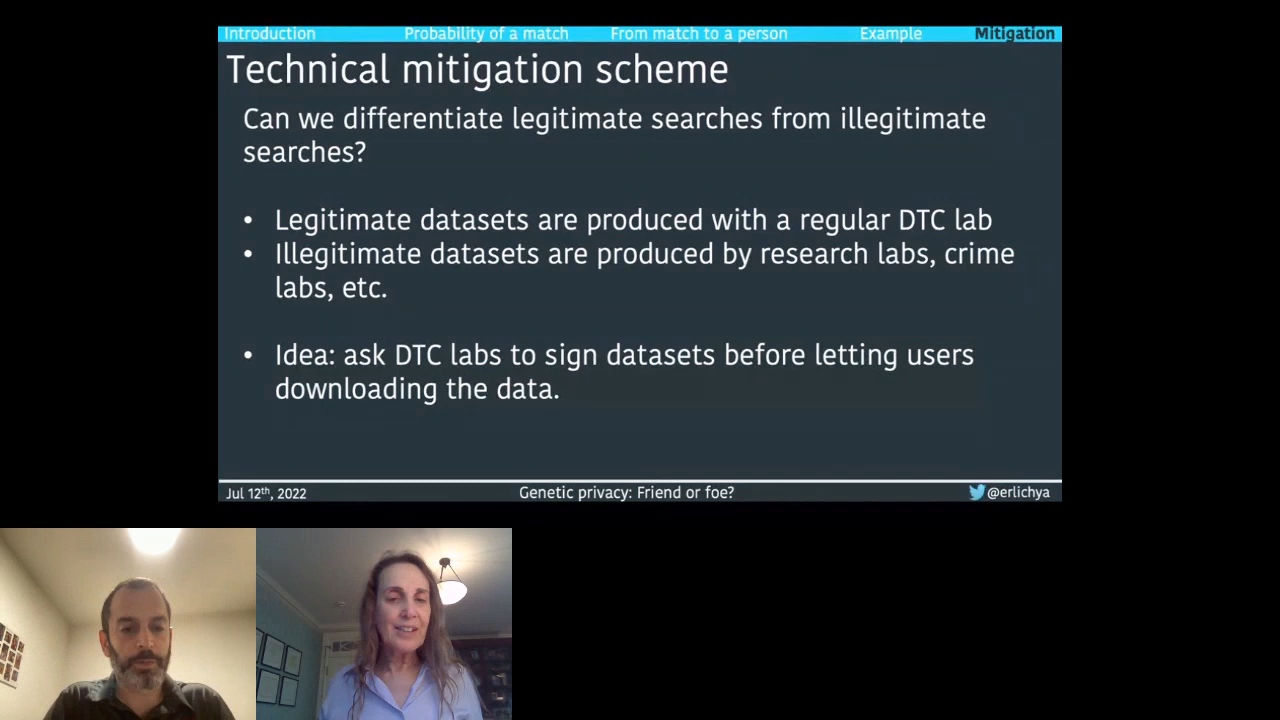 Introduction Probability of a match From match to a person Example Mitigation
Technical mitigation scheme
Can we differentiate legitimate searches from illegitimate
searches?
• Legitimate datasets are produced with a regular DTC lab
• Illegitimate datasets are produced by research labs, crime
labs, etc.
• Idea: ask DTC labs to sign datasets before letting users
downloading the data.
Jul 12th, 2022 Genetic privacy: Friend or foe? @erlichya